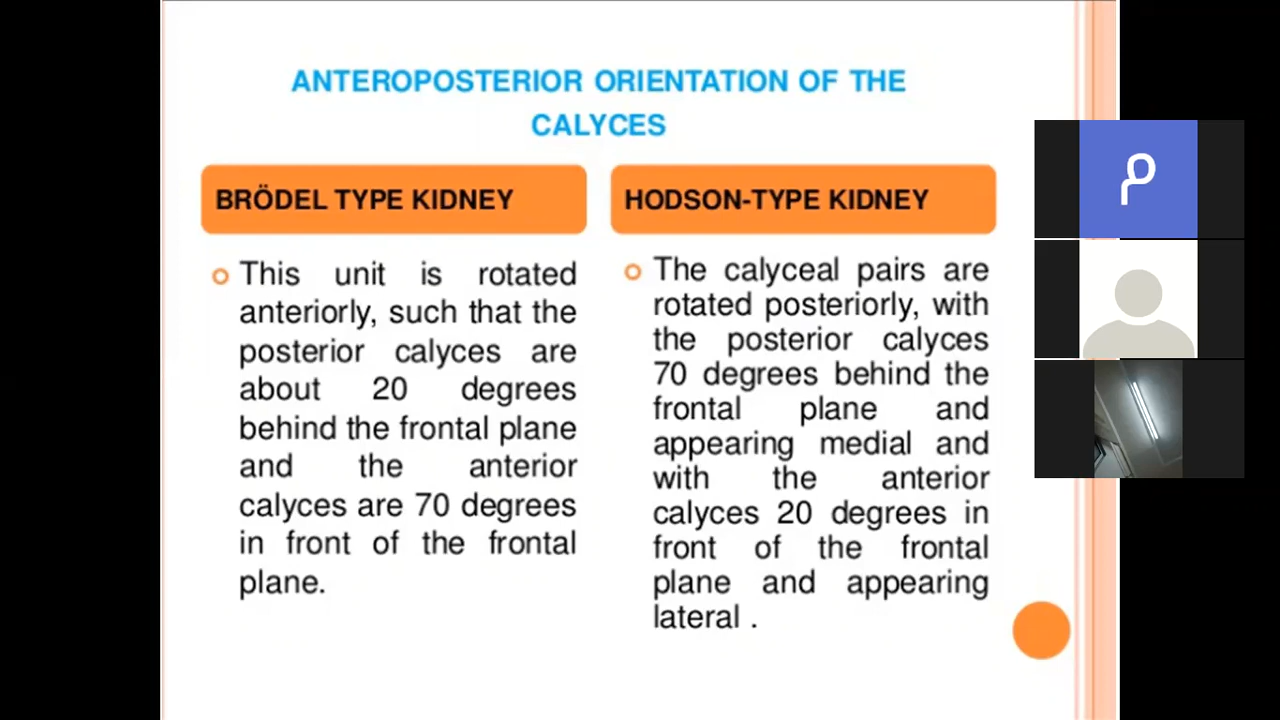 ANTEROPOSTERIOR ORIENTATION OF THE
CALYCES
BRÖDEL TYPE KIDNEY
This unit is rotated
anteriorly, such that the
posterior calyces are
about 20 degrees
behind the frontal plane
and the anterior
calyces are 70 degrees
in front of the frontal
plane.
HODSON-TYPE KIDNEY
The calyceal pairs are
rotated posteriorly, with
the posterior calyces
70 degrees behind the
frontal plane and
appearing medial and
with the anterior
calyces 20 degrees in
front of the frontal
plane and appearing
lateral .